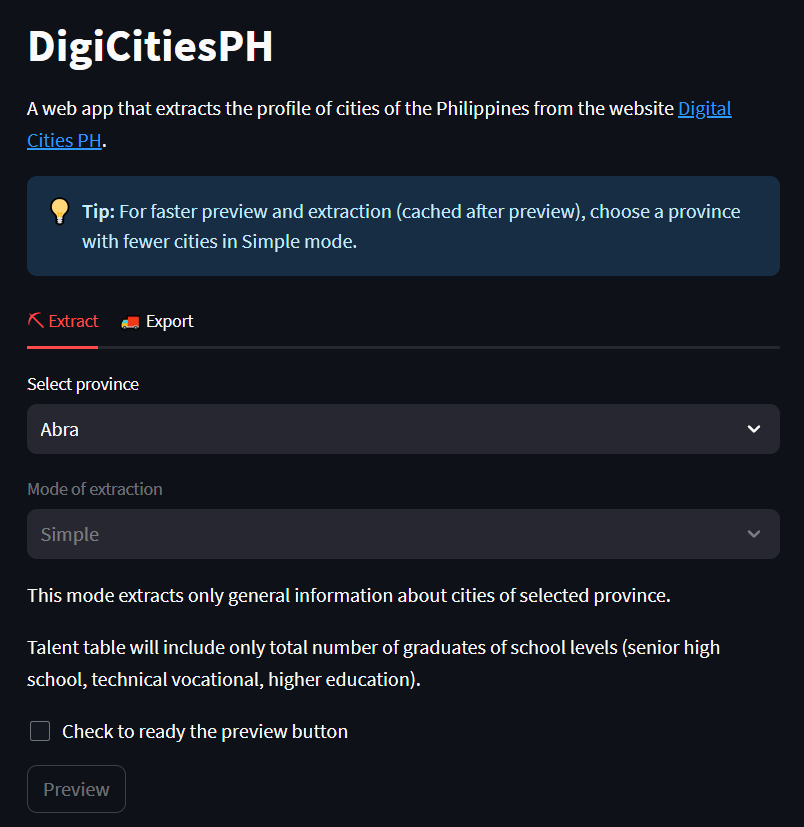 DigiCitiesPH
A web app that extracts the profile of cities of the Philippines from the website Digital
Cities PH.
Tip: For faster preview and extraction (cached after preview), choose a province
with fewer cities in Simple mode.
Extract Export
Select province
Abra
Mode of extraction
Simple
This mode extracts only general information about cities of selected province.
Talent table will include only total number of graduates of school levels (senior high
school, technical vocational, higher education).
Check to ready the preview button
Preview